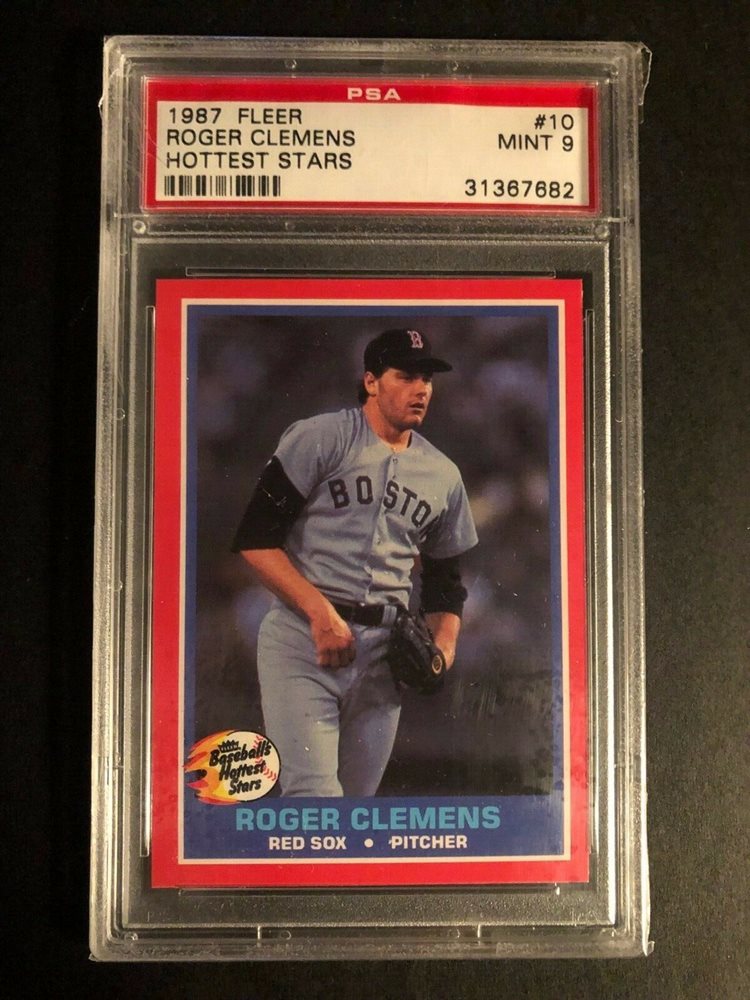 PSA
1987 FLEER #10
ROGER CLEMENS MINT 9
HOTTEST STARS
31367682
B
BOSTO
FLEER
Baseball's
Hottest
Stars
ROGER CLEMENS
RED SOX • PITCHER